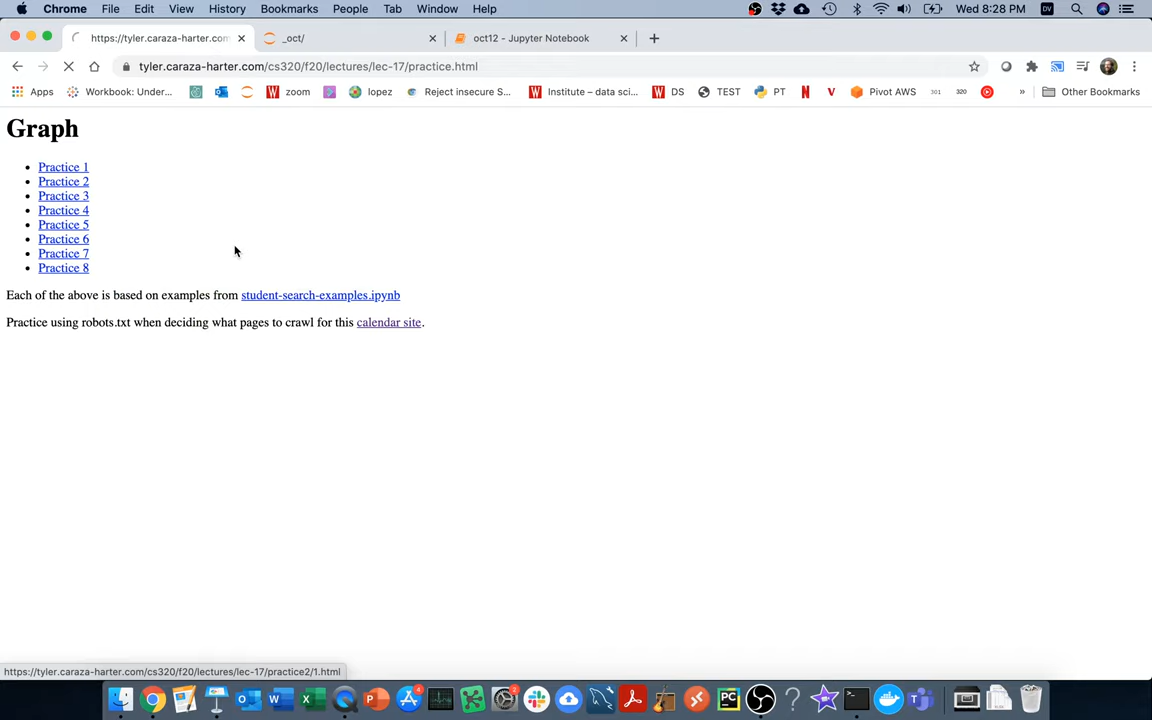 Chrome File Edit View History Bookmarks People Tab Window Help
Wed 8:28 PM DV
https://tyler.caraza-harter.com
_oct/
oct12 - Jupyter Notebook
tyler.caraza-harter.com/cs320/f20/lectures/lec-17/practice.html
Apps Workbook: Under... zoom lopez Reject insecure S... Institute – data sci... DS TEST PT Pivot AWS 301 320 » Other Bookmarks
Graph
Practice 1
Practice 2
Practice 3
Practice 4
Practice 5
Practice 6
Practice 7
Practice 8
Each of the above is based on examples from student-search-examples.ipynb
Practice using robots.txt when deciding what pages to crawl for this calendar site.
https://tyler.caraza-harter.com/cs320/f20/lectures/lec-17/practice2/1.html